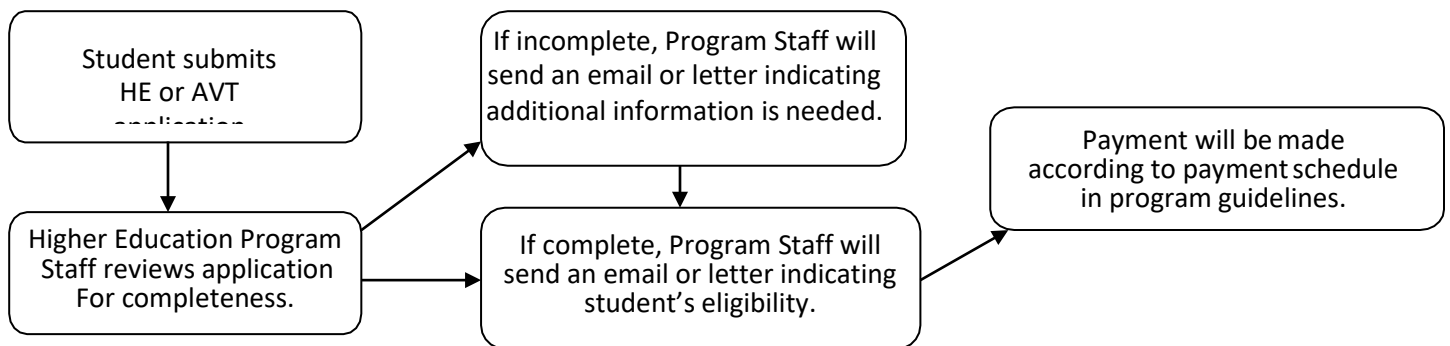 Student submits
HE or AVT
Higher Education Program
Staff reviews application
For completeness.
If incomplete, Program Staff will
send an email or letter indicating
additional information is needed.
If complete, Program Staff will
send an email or letter indicating
student’s eligibility.
Payment will be made
according to payment schedule
in program guidelines.